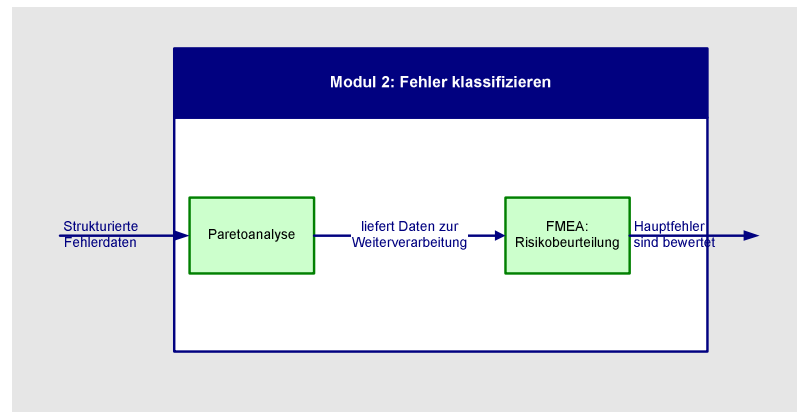 Modul 2: Fehler klassifizieren
Strukturierte
Fehlerdaten
Paretoanalyse
liefert Daten zur
Weiterverarbeitung
FMEA:
Risikobeurteilung
Hauptfehler
sind bewertet